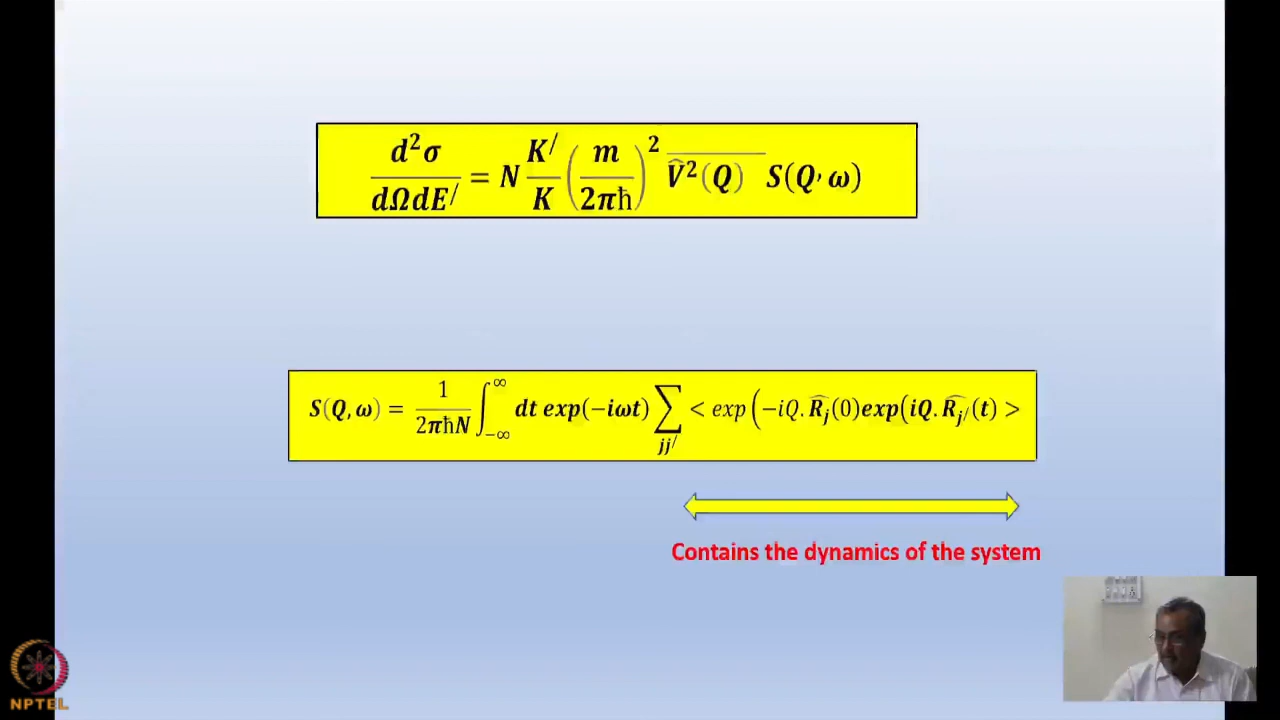 d²σ/dΩdE/ = N K//K (m/2πħ)² V̂²(Q) S(Q,ω)
S(Q,ω) = 1/2πħN ∫_{-∞}^{∞} dt exp(−iωt) ∑_{jj/} < exp(−iQ.R̂_j(0)exp(iQ.R̂_{j/}(t) >
Contains the dynamics of the system
NPTEL